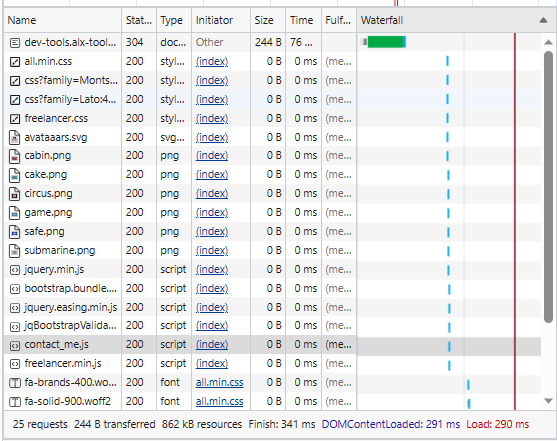 Name Stat... Type Initiator Size Time Fulf... Waterfall
dev-tools.aix-tool... 304 doc... Other 244 B 76 ...
all.min.css 200 styl... (index) 0 B 0 ms (me...
css?family=Monts... 200 styl... (index) 0 B 0 ms (me...
css?family=Lato:4... 200 styl... (index) 0 B 0 ms (me...
freelancer.css 200 styl... (index) 0 B 0 ms (me...
avataaars.svg 200 svg... (index) 0 B 0 ms (me...
cabin.png 200 png (index) 0 B 0 ms (me...
cake.png 200 png (index) 0 B 0 ms (me...
circus.png 200 png (index) 0 B 0 ms (me...
game.png 200 png (index) 0 B 0 ms (me...
safe.png 200 png (index) 0 B 0 ms (me...
submarine.png 200 png (index) 0 B 0 ms (me...
jquery.min.js 200 script (index) 0 B 0 ms (me...
bootstrap.bundle.... 200 script (index) 0 B 0 ms (me...
jquery.easing.min.js 200 script (index) 0 B 0 ms (me...
jqBootstrapValida... 200 script (index) 0 B 0 ms (me...
contact_me.js 200 script (index) 0 B 0 ms (me...
freelancer.min.js 200 script (index) 0 B 0 ms (me...
fa-brands-400.wo... 200 font all.min.css 0 B 0 ms (me...
fa-solid-900.woff2 200 font all.min.css 0 B 0 ms (me...
25 requests 244 B transferred 862 kB resources Finish: 341 ms DOMContentLoaded: 291 ms Load: 290 ms